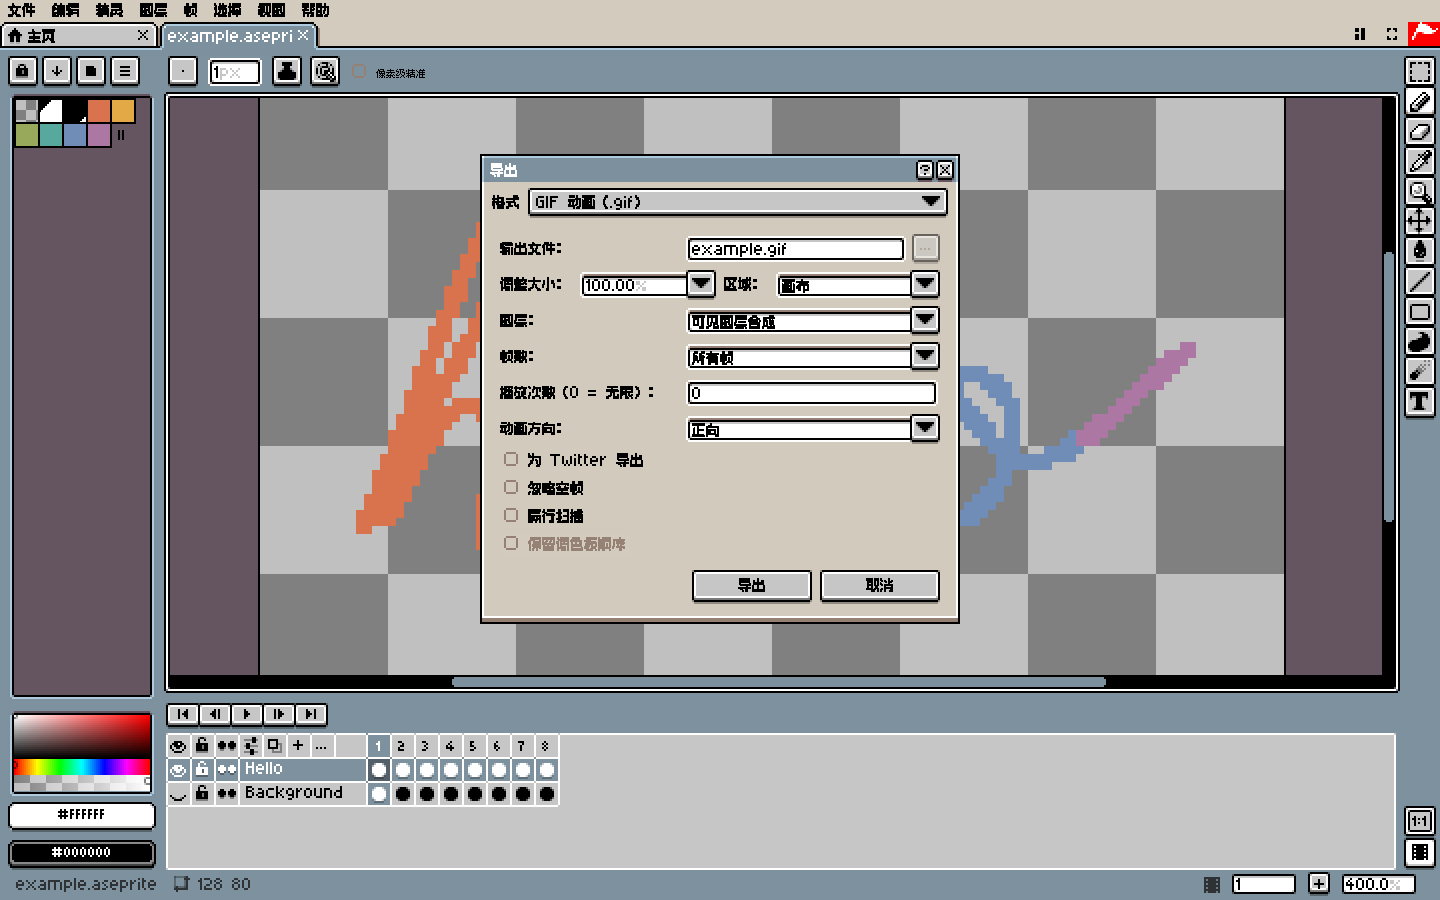 文件 编辑 精灵 图层 帧 选择 视图 帮助
主页
example.asepri
1px
像素级精准
导出
格式 GIF 动画 (.gif)
输出文件: example.gif ...
调整大小: 100.00% 区域: 画布
图层: 可见图层合成
帧数: 所有帧
播放次数 (0 = 无限) : 0
动画方向: 正向
为 Twitter 导出
忽略空帧
隔行扫描
保留调色板顺序
导出 取消
1 2 3 4 5 6 7 8
Hello
Background
#FFFFFF
#000000
1:1
example.aseprite 128 80
1 + 400.0%